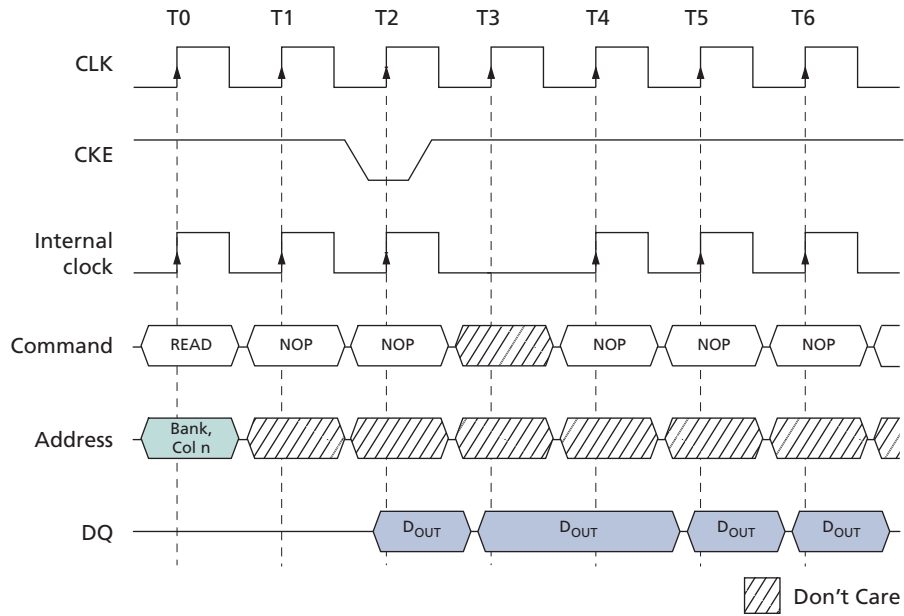 T0 T1 T2 T3 T4 T5 T6
CLK
CKE
Internal
clock
Command READ NOP NOP NOP NOP NOP
Address Bank,
Col n
DQ DOUT DOUT DOUT DOUT
Don't Care